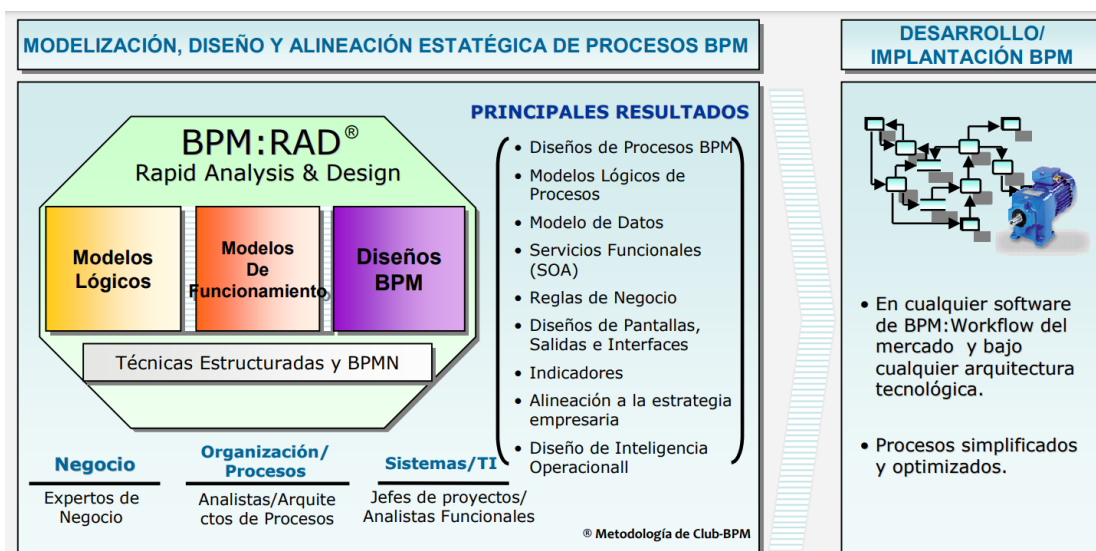 MODELIZACIÓN, DISEÑO Y ALINEACIÓN ESTATÉGICA DE PROCESOS BPM
BPM:RAD®
Rapid Analysis & Design
Modelos
Lógicos
Modelos
De
Funcionamiento
Diseños
BPM
Técnicas Estructuradas y BPMN
PRINCIPALES RESULTADOS
• Diseños de Procesos BPM
• Modelos Lógicos de
Procesos
• Modelo de Datos
• Servicios Funcionales
(SOA)
• Reglas de Negocio
• Diseños de Pantallas,
Salidas e Interfaces
• Indicadores
• Alineación a la estrategia
empresaria
• Diseño de Inteligencia
Operacionall
Negocio
Expertos de
Negocio
Organización/
Procesos
Analistas/Arquite
ctos de Procesos
Sistemas/TI
Jefes de proyectos/
Analistas Funcionales
® Metodología de Club-BPM
DESARROLLO/
IMPLANTACIÓN BPM
• En cualquier software
de BPM:Workflow del
mercado y bajo
cualquier arquitectura
tecnológica.
• Procesos simplificados
y optimizados.